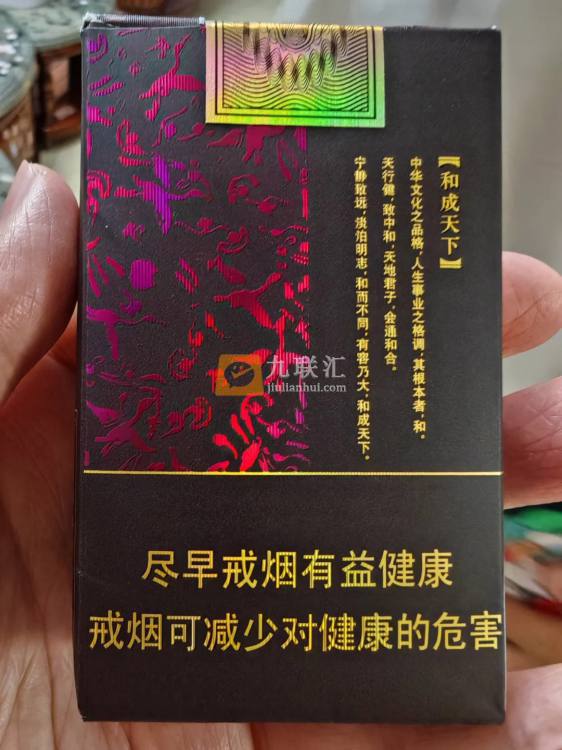 【和成天下】
中华文化之品格，人生事业之格调，其根本者，和。
天行健，致中和，天地君子，会通和合。
宁静致远，淡泊明志，和而不同，有容乃大，和成天下。
九联汇
jiulianhui.com
尽早戒烟有益健康
戒烟可减少对健康的危害